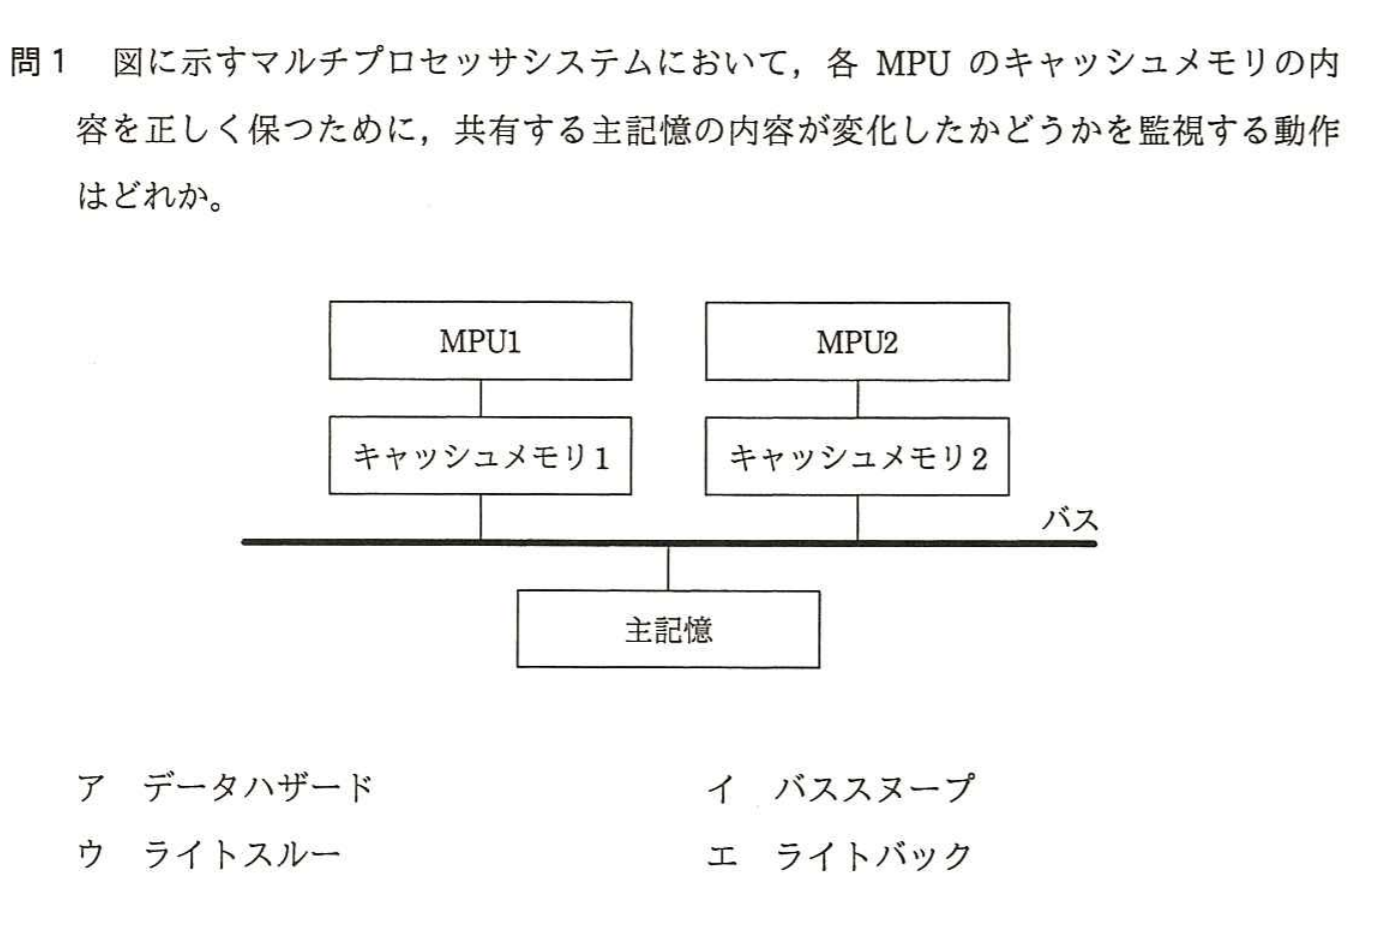 問1 図に示すマルチプロセッサシステムにおいて，各 MPU のキャッシュメモリの内
容を正しく保つために，共有する主記憶の内容が変化したかどうかを監視する動作
はどれか。
MPU1 MPU2
キャッシュメモリ1 キャッシュメモリ2
バス
主記憶
ア データハザード イ バススヌープ
ウ ライトスルー エ ライトバック